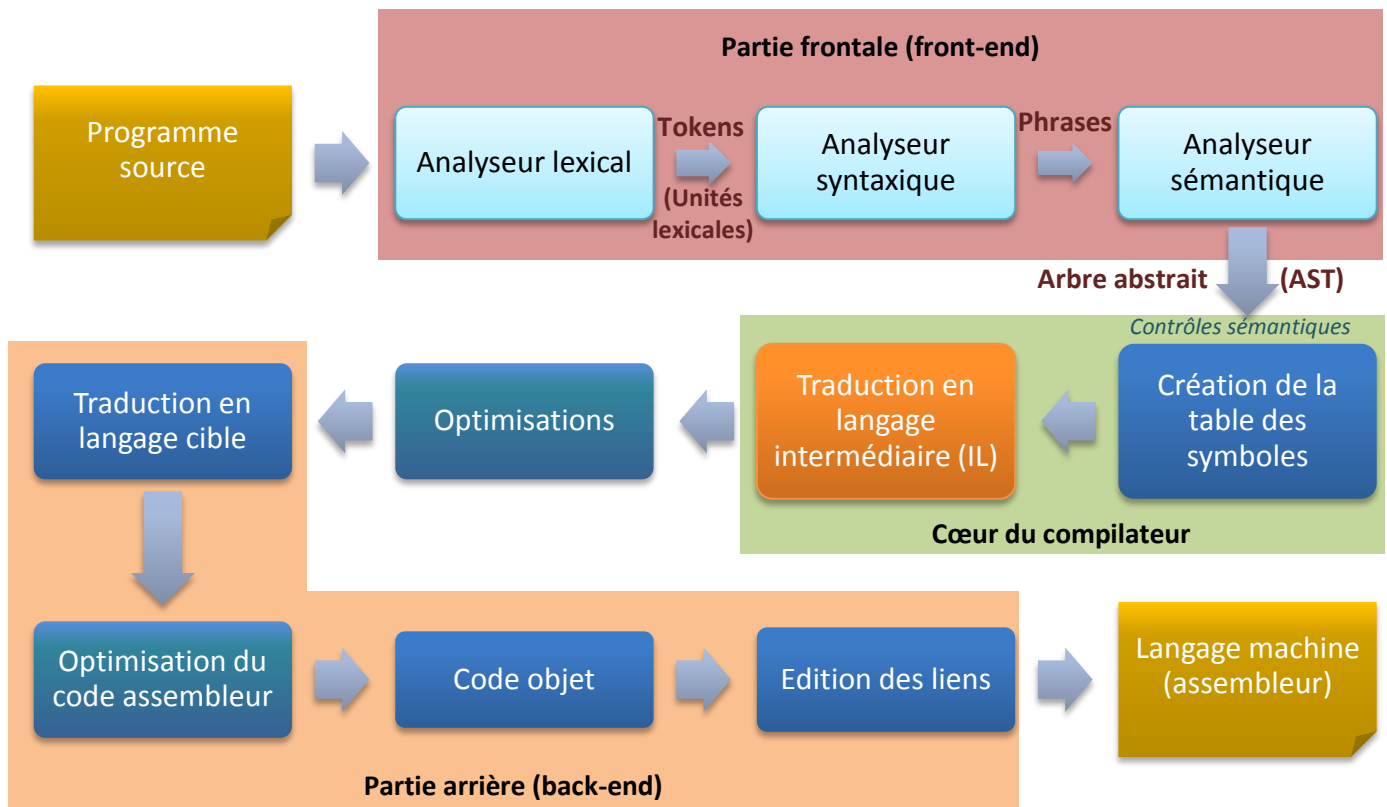 Partie frontale (front-end)
Programme
source
Analyseur lexical
Tokens
(Unités
lexicales)
Analyseur
syntaxique
Phrases
Analyseur
sémantique
Arbre abstrait (AST)
Contrôles sémantiques
Création de la
table des
symboles
Traduction en
langage
intermédiaire (IL)
Cœur du compilateur
Optimisations
Traduction en
langage cible
Optimisation du
code assembleur
Code objet
Edition des liens
Langage machine
(assembleur)
Partie arrière (back-end)